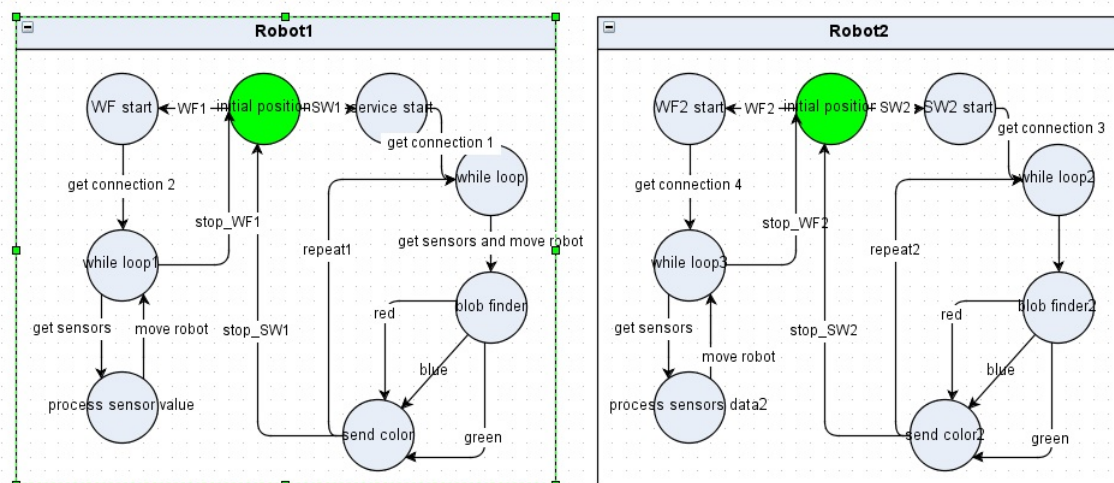 Robot1
WF start
WF1
initial position
SW1
service start
get connection 1
get connection 2
while loop
stop_WF1
get sensors and move robot
repeat1
while loop1
blob finder
get sensors
move robot
stop_SW1
red
blue
process sensor value
send color
green
Robot2
WF2 start
WF2
initial position
SW2
SW2 start
get connection 3
get connection 4
while loop2
stop_WF2
repeat2
while loop3
blob finder2
get sensors
move robot
stop_SW2
red
blue
process sensors data2
send color2
green